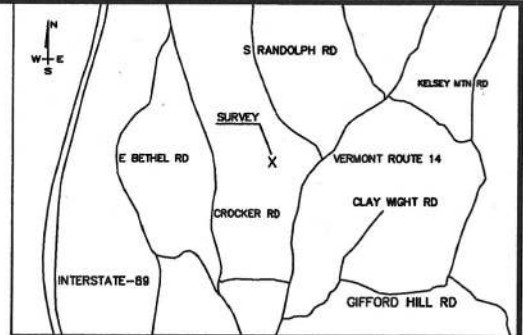 N
W E
S
S RANDOLPH RD
KELSEY MTN RD
SURVEY
E BETHEL RD
X
VERMONT ROUTE 14
CLAY WIGHT RD
CROCKER RD
INTERSTATE-89
GIFFORD HILL RD